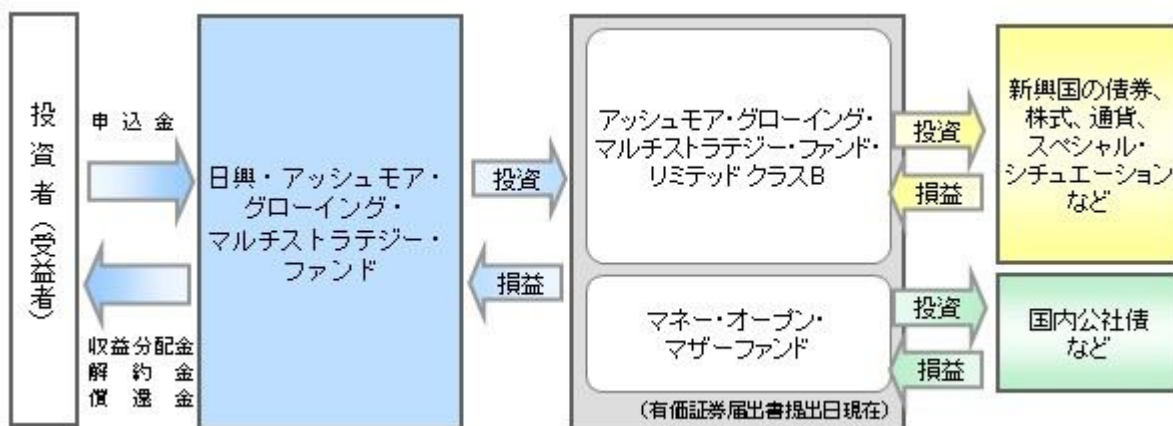 投資者（受益者）
申込金
収益分配金
解約金
償還金
日興・アッシュモア・
グローイング・
マルチストラテジー・
ファンド
投資
損益
アッシュモア・グローイング・
マルチストラテジー・ファンド・
リミテッド クラスB
マネー・オープン・
マザーファンド
（有価証券届出書提出日現在）
投資
損益
新興国の債券、
株式、通貨、
スペシャル・
シチュエーション
など
投資
損益
国内公社債
など